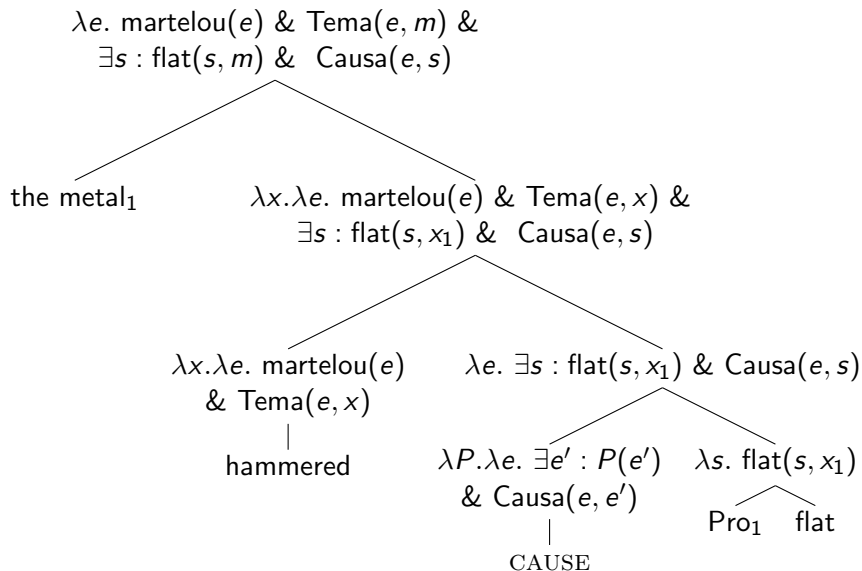 λe. martelou(e) & Tema(e, m) &
∃s : flat(s, m) & Causa(e, s)
the metal₁
λx.λe. martelou(e) & Tema(e, x) &
∃s : flat(s, x₁) & Causa(e, s)
λx.λe. martelou(e)
& Tema(e, x)
λe. ∃s : flat(s, x₁) & Causa(e, s)
hammered
λP.λe. ∃e′ : P(e′)
& Causa(e, e′)
λs. flat(s, x₁)
Pro₁ flat
CAUSE